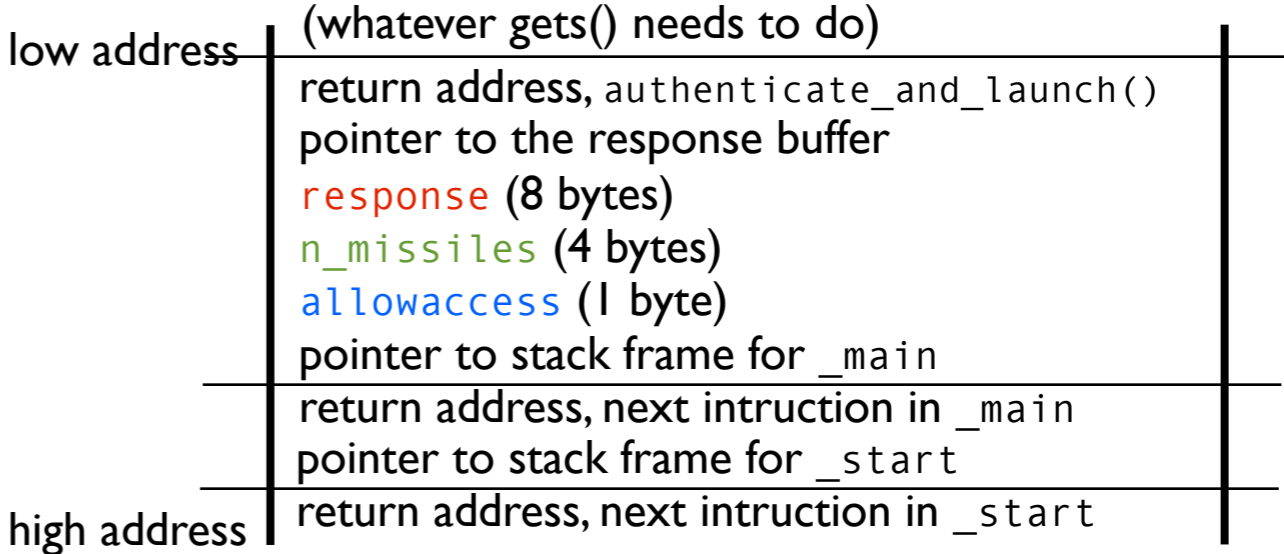 (whatever gets() needs to do)
low address
return address, authenticate_and_launch()
pointer to the response buffer
response (8 bytes)
n_missiles (4 bytes)
allowaccess (1 byte)
pointer to stack frame for _main
return address, next intruction in _main
pointer to stack frame for _start
return address, next intruction in _start
high address